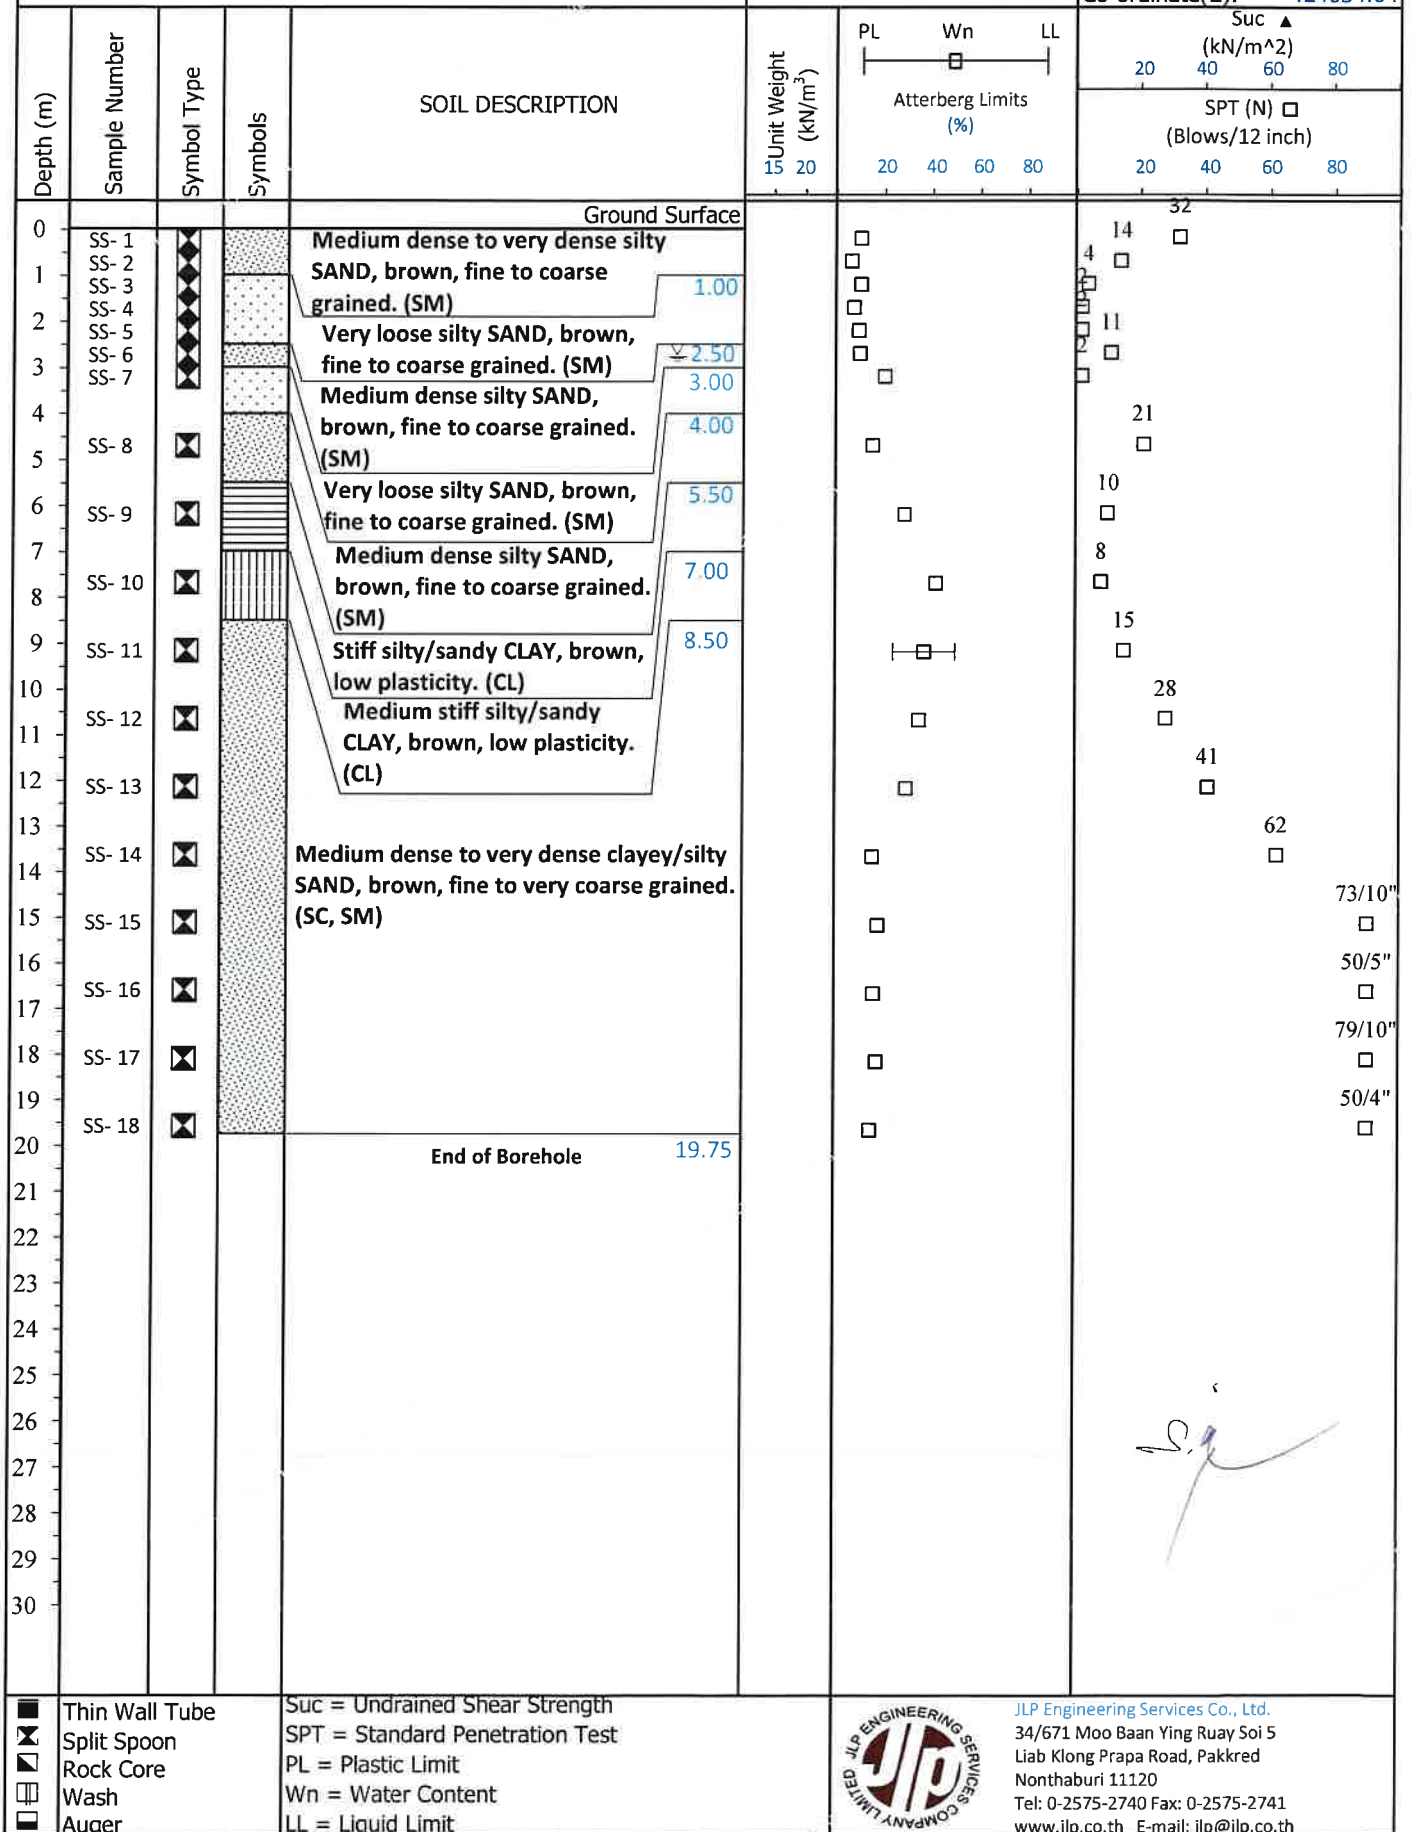 Suc ▲
(kN/m^2)
20 40 60 80
PL Wn LL
Atterberg Limits
(%)
20 40 60 80
SPT (N) □
(Blows/12 inch)
20 40 60 80
Depth (m)
Sample Number
Symbol Type
Symbols
SOIL DESCRIPTION
Unit Weight
(kN/m³)
15 20
Ground Surface
0
1
2
3
4
5
6
7
8
9
10
11
12
13
14
15
16
17
18
19
20
21
22
23
24
25
26
27
28
29
30
SS- 1
SS- 2
SS- 3
SS- 4
SS- 5
SS- 6
SS- 7
SS- 8
SS- 9
SS- 10
SS- 11
SS- 12
SS- 13
SS- 14
SS- 15
SS- 16
SS- 17
SS- 18
Medium dense to very dense silty
SAND, brown, fine to coarse
grained. (SM)
1.00
Very loose silty SAND, brown,
fine to coarse grained. (SM)
2.50
Medium dense silty SAND,
brown, fine to coarse grained.
(SM)
3.00
Very loose silty SAND, brown,
fine to coarse grained. (SM)
4.00
Medium dense silty SAND,
brown, fine to coarse grained.
(SM)
5.50
Stiff silty/sandy CLAY, brown,
low plasticity. (CL)
7.00
Medium stiff silty/sandy
CLAY, brown, low plasticity.
(CL)
8.50
Medium dense to very dense clayey/silty
SAND, brown, fine to very coarse grained.
(SC, SM)
End of Borehole 19.75
32
14
4
2
11
2
21
10
8
15
28
41
62
73/10"
50/5"
79/10"
50/4"
Thin Wall Tube
Split Spoon
Rock Core
Wash
Auger
Suc = Undrained Shear Strength
SPT = Standard Penetration Test
PL = Plastic Limit
Wn = Water Content
LL = Liquid Limit
JLP ENGINEERING SERVICES COMPANY LIMITED
Jlp
JLP Engineering Services Co., Ltd.
34/671 Moo Baan Ying Ruay Soi 5
Liab Klong Prapa Road, Pakkred
Nonthaburi 11120
Tel: 0-2575-2740 Fax: 0-2575-2741
www.jlp.co.th E-mail: jlp@jlp.co.th